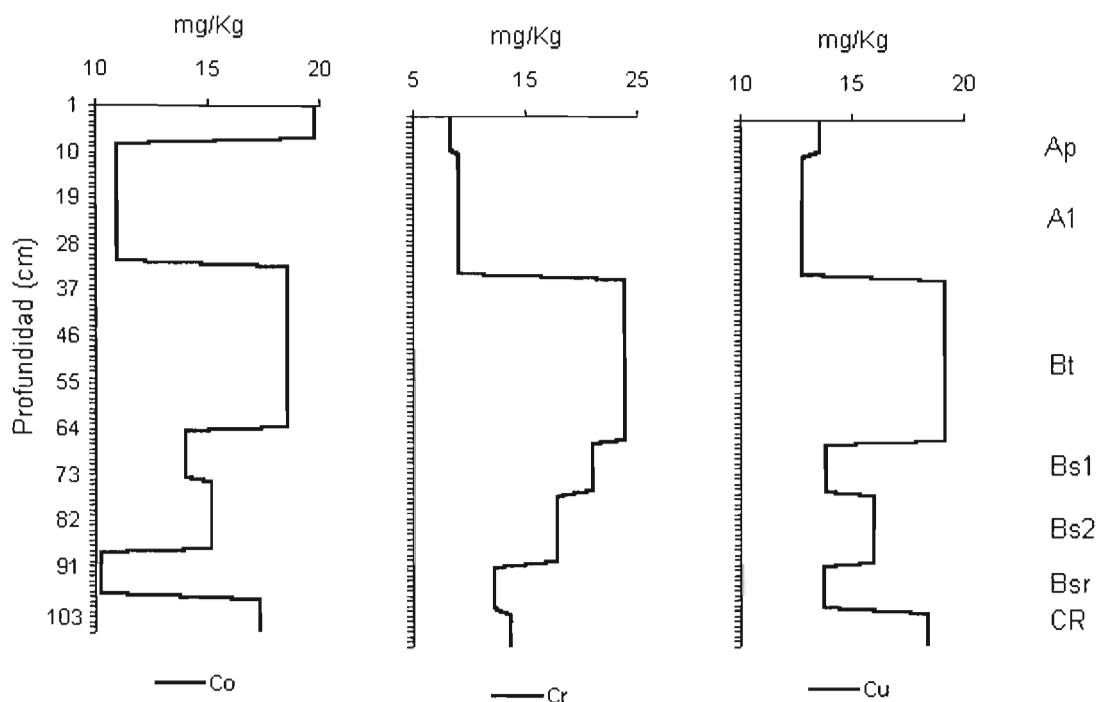 mg/Kg
10 15 20
1
10
19
28
37
46
55
64
73
82
91
103
Profundidad (cm)
Co
mg/Kg
5 15 25
Cr
mg/Kg
10 15 20
Cu
Ap
A1
Bt
Bs1
Bs2
Bsr
CR